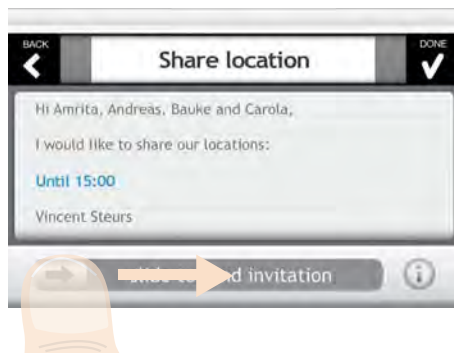 BACK
Share location
DONE
Hi Amrita, Andreas, Bauke and Carola,
I would like to share our locations:
Until 15:00
Vincent Steurs
invitation
i